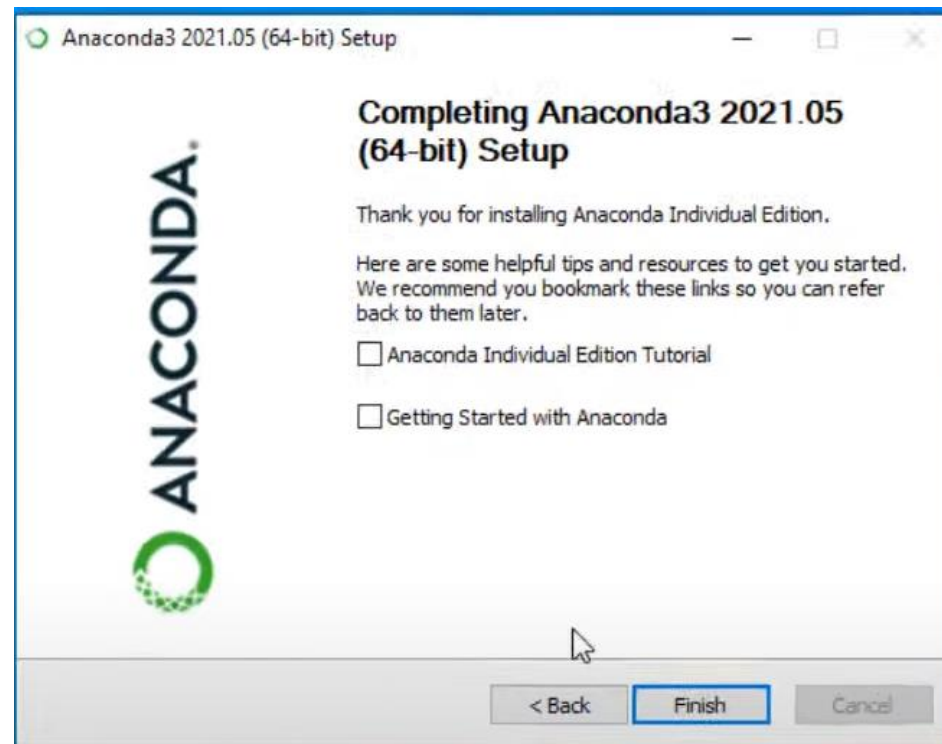 Anaconda3 2021.05 (64-bit) Setup
Completing Anaconda3 2021.05
(64-bit) Setup
ANACONDA.
Thank you for installing Anaconda Individual Edition.
Here are some helpful tips and resources to get you started.
We recommend you bookmark these links so you can refer
back to them later.
Anaconda Individual Edition Tutorial
Getting Started with Anaconda
< Back
Finish
Cancel